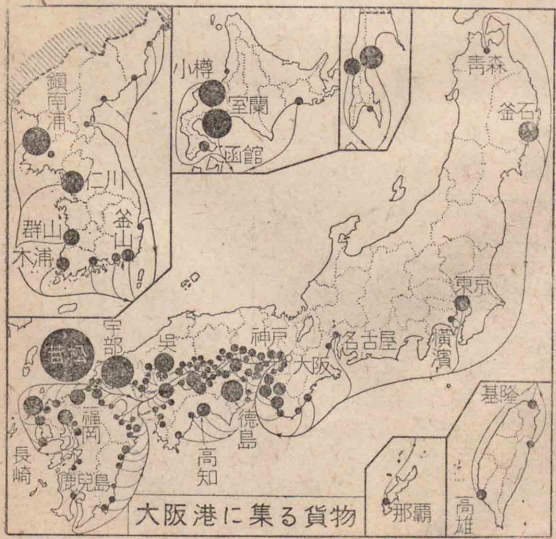 鎮南浦
仁川
群山
木浦
釜山
小樽
室蘭
函館
青森
釜石
東京
横濱
名古屋
神戸
大阪
呉
宇部
若松
福岡
長崎
鹿兒島
高知
徳島
那覇
基隆
高雄
大阪港に集る貨物